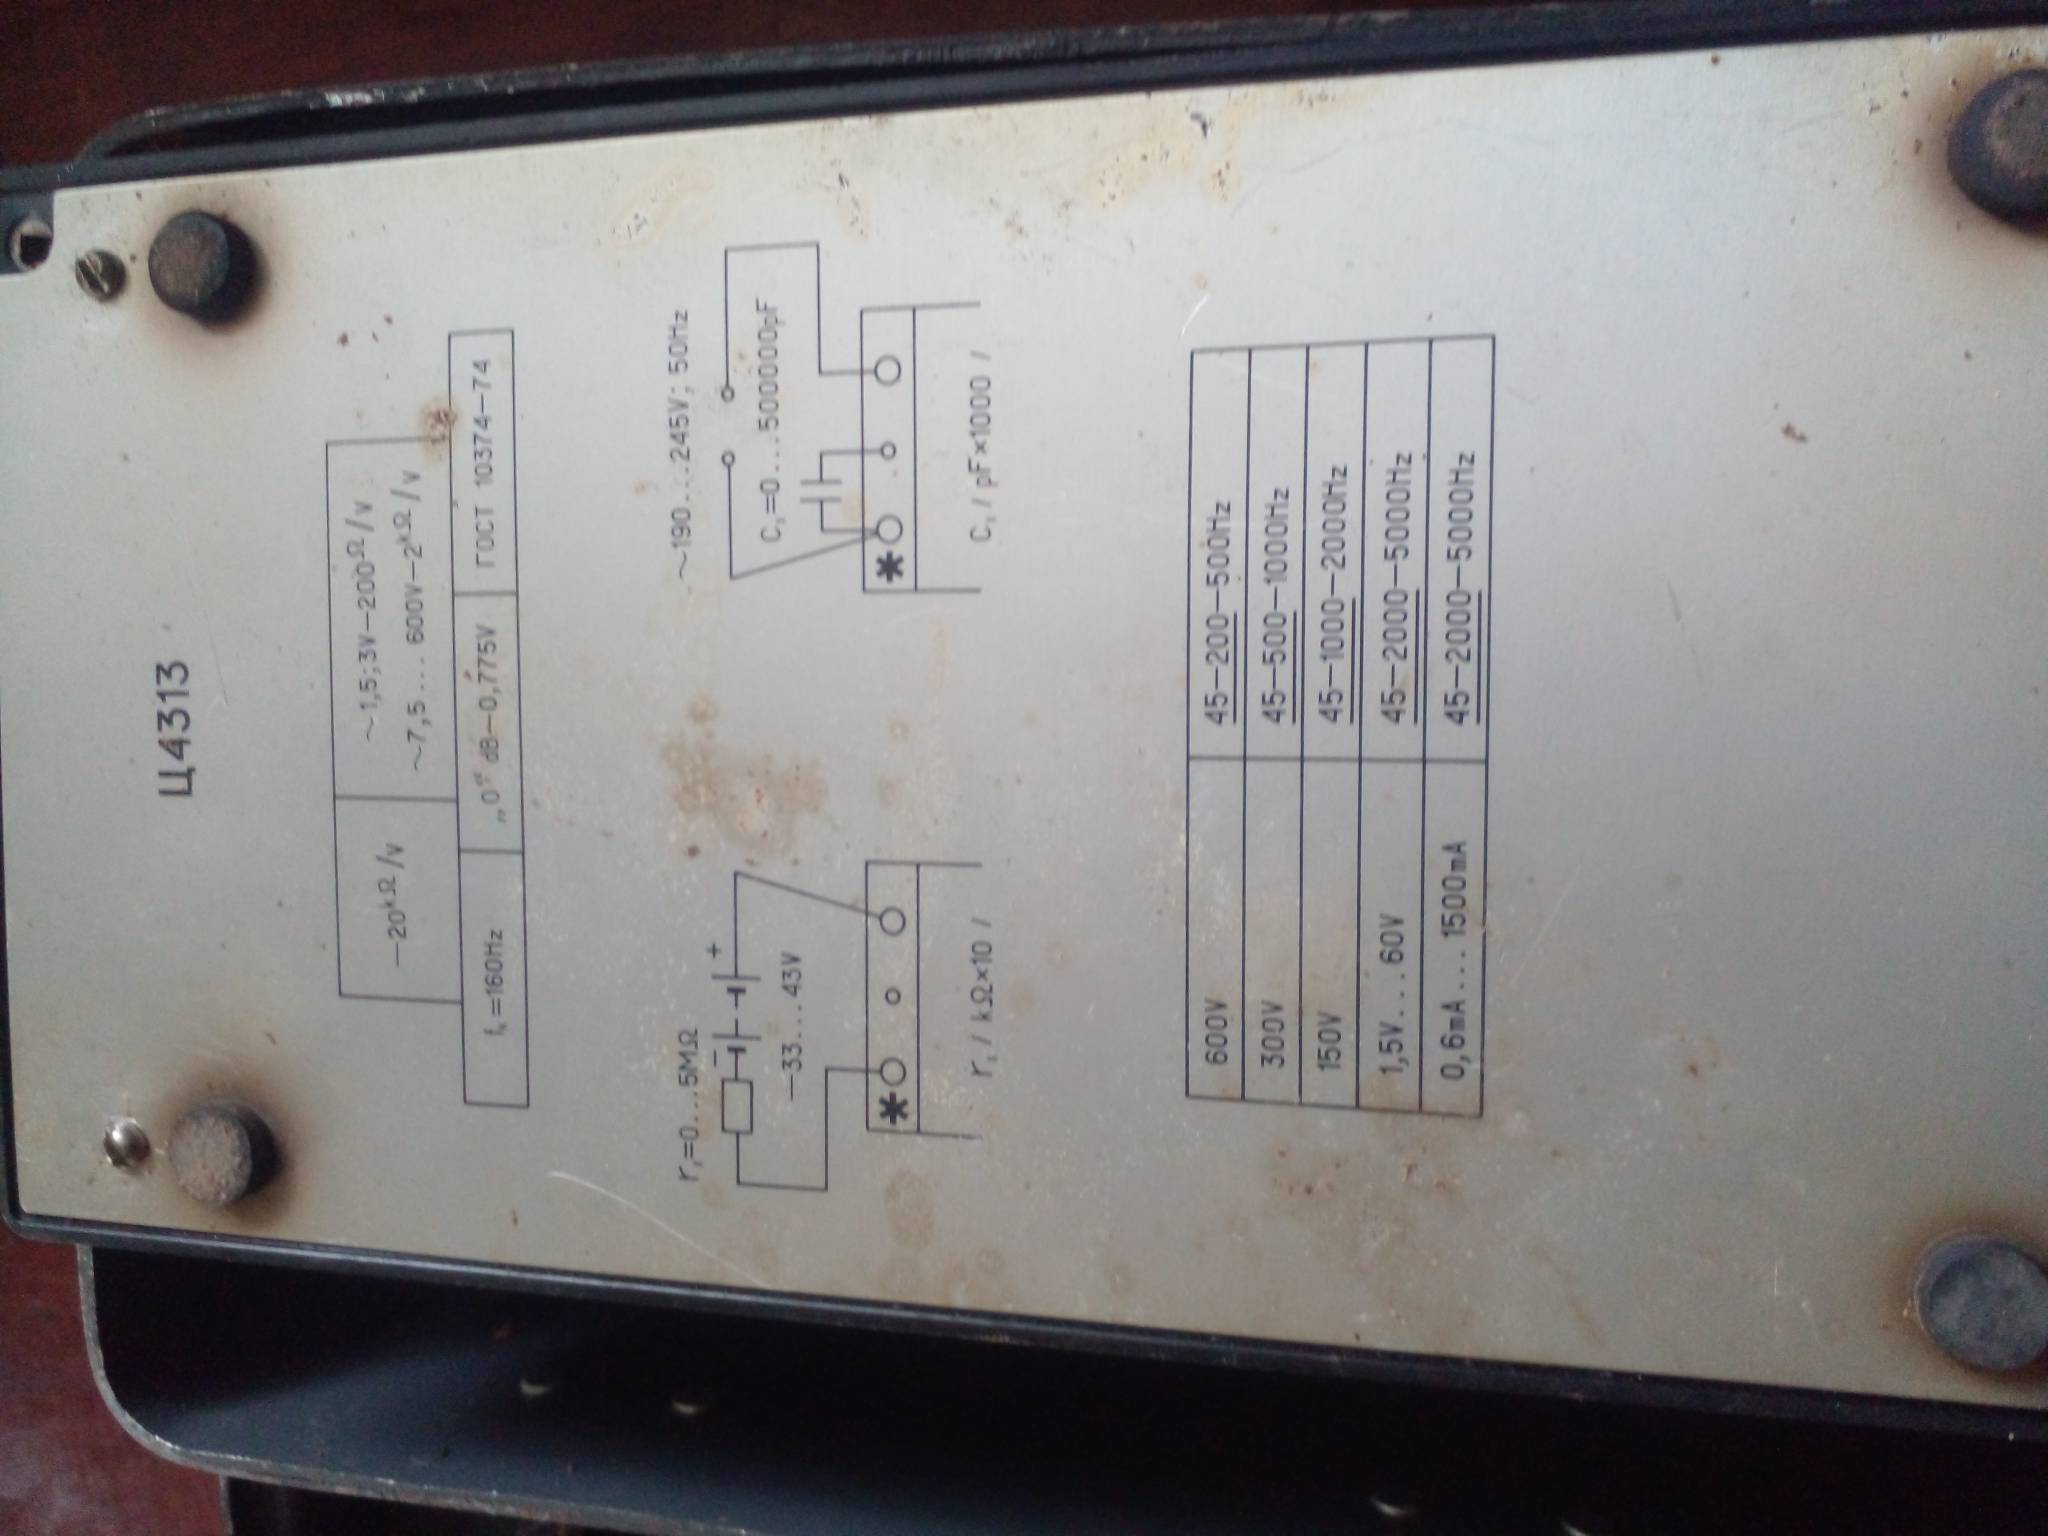 Ц4313
—20kΩ/v
~1,5;3V—200Ω/v
~7,5...600V—2kΩ/v
fₓ=160Hz
„0” dB—0,775V
ГОСТ 10374—74
rₓ=0...5MΩ
— +
—33...43V
*
rₓ / kΩ×10 /
~190...245V; 50Hz
Cₓ=0...500000pF
*
Cₓ / pF×1000 /
600V 45—200—500Hz
300V 45—500—1000Hz
150V 45—1000—2000Hz
1,5V...60V 45—2000—5000Hz
0,6mA...1500mA 45—2000—5000Hz